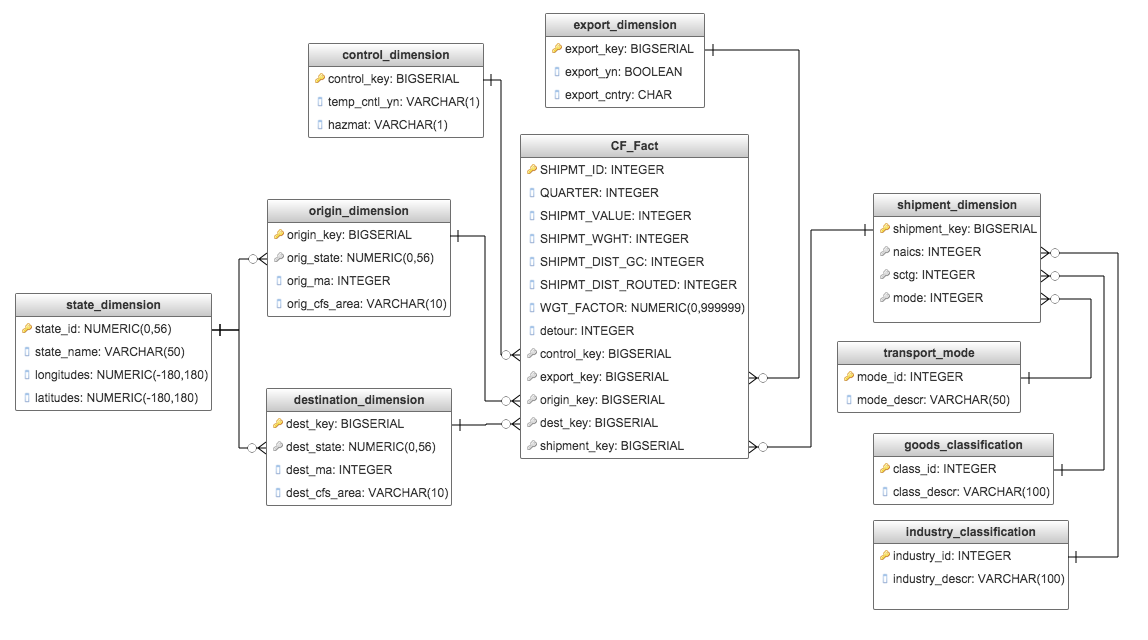 export_dimension
export_key: BIGSERIAL
export_yn: BOOLEAN
export_cntry: CHAR
control_dimension
control_key: BIGSERIAL
temp_cntl_yn: VARCHAR(1)
hazmat: VARCHAR(1)
CF_Fact
SHIPMT_ID: INTEGER
QUARTER: INTEGER
SHIPMT_VALUE: INTEGER
SHIPMT_WGHT: INTEGER
SHIPMT_DIST_GC: INTEGER
SHIPMT_DIST_ROUTED: INTEGER
WGT_FACTOR: NUMERIC(0,999999)
detour: INTEGER
control_key: BIGSERIAL
export_key: BIGSERIAL
origin_key: BIGSERIAL
dest_key: BIGSERIAL
shipment_key: BIGSERIAL
origin_dimension
origin_key: BIGSERIAL
orig_state: NUMERIC(0,56)
orig_ma: INTEGER
orig_cfs_area: VARCHAR(10)
shipment_dimension
shipment_key: BIGSERIAL
naics: INTEGER
sctg: INTEGER
mode: INTEGER
state_dimension
state_id: NUMERIC(0,56)
state_name: VARCHAR(50)
longitudes: NUMERIC(-180,180)
latitudes: NUMERIC(-180,180)
destination_dimension
dest_key: BIGSERIAL
dest_state: NUMERIC(0,56)
dest_ma: INTEGER
dest_cfs_area: VARCHAR(10)
transport_mode
mode_id: INTEGER
mode_descr: VARCHAR(50)
goods_classification
class_id: INTEGER
class_descr: VARCHAR(100)
industry_classification
industry_id: INTEGER
industry_descr: VARCHAR(100)